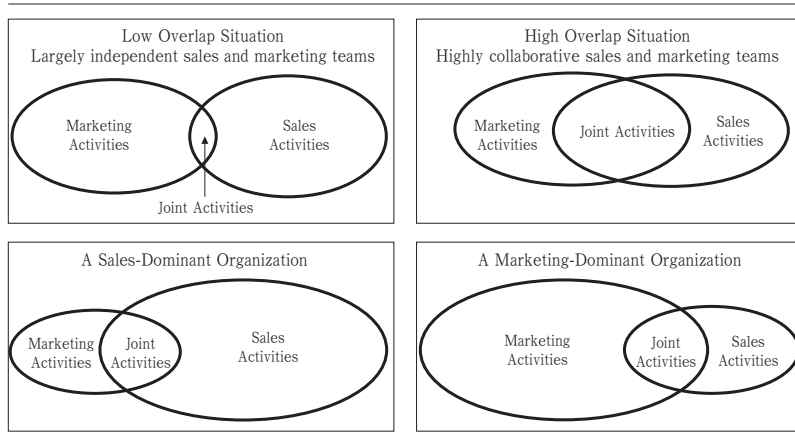 Low Overlap Situation
Largely independent sales and marketing teams
Marketing
Activities
Sales
Activities
Joint Activities
High Overlap Situation
Highly collaborative sales and marketing teams
Marketing
Activities
Joint Activities
Sales
Activities
A Sales-Dominant Organization
Marketing
Activities
Joint
Activities
Sales
Activities
A Marketing-Dominant Organization
Marketing
Activities
Joint
Activities
Sales
Activities